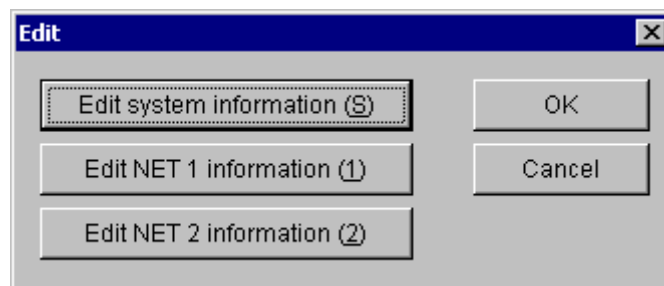 Edit
Edit system information (S)
OK
Edit NET 1 information (1)
Cancel
Edit NET 2 information (2)